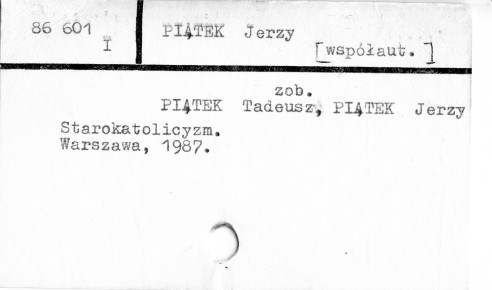 86 601
I
PIĄTEK Jerzy
[współaut.]
zob.
PIĄTEK Tadeusz, PIĄTEK Jerzy
Starokatolicyzm.
Warszawa, 1987.